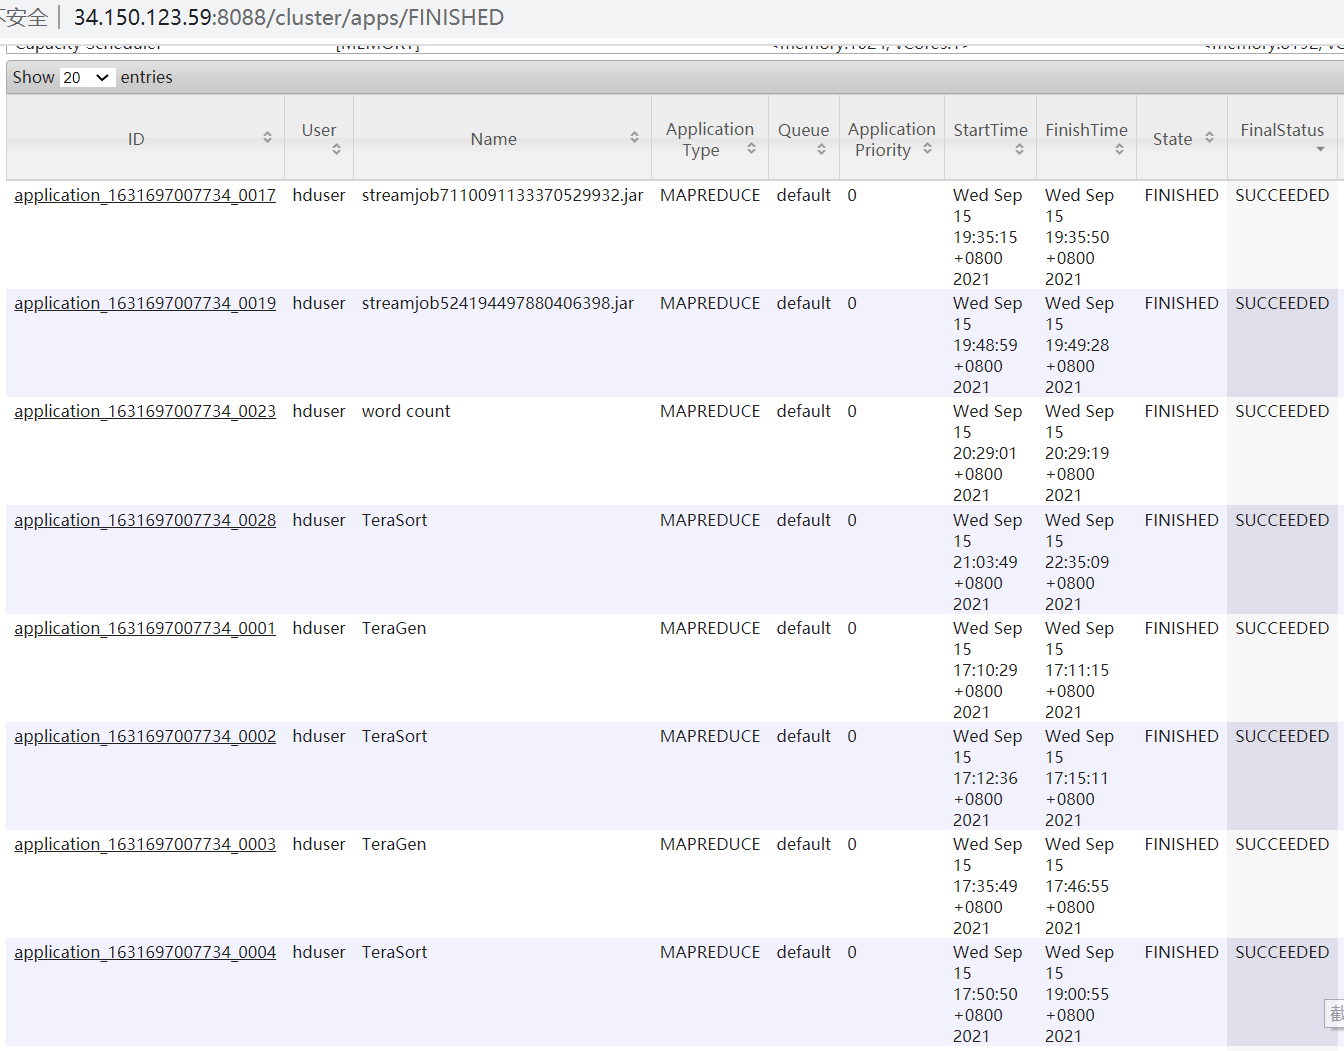 不安全 34.150.123.59:8088/cluster/apps/FINISHED
Capacity Scheduler [MEMORY] <memory:1024, vCores:1> <memory:8192, vC
Show 20 entries
ID User Name Application Type Queue Application Priority StartTime FinishTime State FinalStatus
application_1631697007734_0017 hduser streamjob7110091133370529932.jar MAPREDUCE default 0 Wed Sep Wed Sep FINISHED SUCCEEDED
15 15
19:35:15 19:35:50
+0800 +0800
2021 2021
application_1631697007734_0019 hduser streamjob524194497880406398.jar MAPREDUCE default 0 Wed Sep Wed Sep FINISHED SUCCEEDED
15 15
19:48:59 19:49:28
+0800 +0800
2021 2021
application_1631697007734_0023 hduser word count MAPREDUCE default 0 Wed Sep Wed Sep FINISHED SUCCEEDED
15 15
20:29:01 20:29:19
+0800 +0800
2021 2021
application_1631697007734_0028 hduser TeraSort MAPREDUCE default 0 Wed Sep Wed Sep FINISHED SUCCEEDED
15 15
21:03:49 22:35:09
+0800 +0800
2021 2021
application_1631697007734_0001 hduser TeraGen MAPREDUCE default 0 Wed Sep Wed Sep FINISHED SUCCEEDED
15 15
17:10:29 17:11:15
+0800 +0800
2021 2021
application_1631697007734_0002 hduser TeraSort MAPREDUCE default 0 Wed Sep Wed Sep FINISHED SUCCEEDED
15 15
17:12:36 17:15:11
+0800 +0800
2021 2021
application_1631697007734_0003 hduser TeraGen MAPREDUCE default 0 Wed Sep Wed Sep FINISHED SUCCEEDED
15 15
17:35:49 17:46:55
+0800 +0800
2021 2021
application_1631697007734_0004 hduser TeraSort MAPREDUCE default 0 Wed Sep Wed Sep FINISHED SUCCEEDED
15 15
17:50:50 19:00:55
+0800 +0800
2021 2021
截